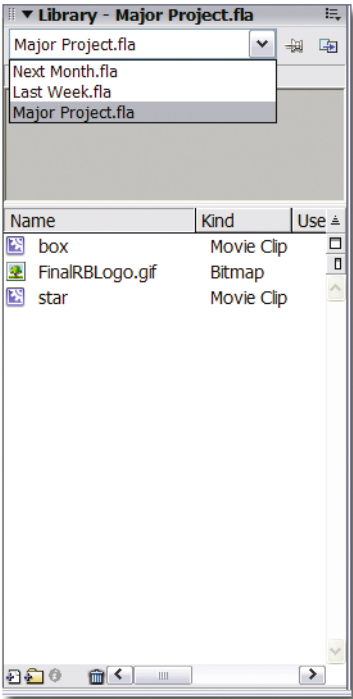 Library - Major Project.fla
Major Project.fla
Next Month.fla
Last Week.fla
Major Project.fla
Name Kind Use
box Movie Clip
FinalRBLogo.gif Bitmap
star Movie Clip